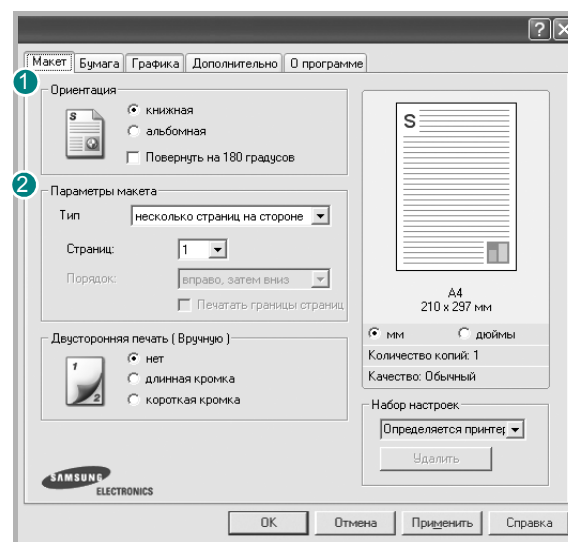 Макет Бумага Графика Дополнительно О программе
1
Ориентация
S
книжная
альбомная
Повернуть на 180 градусов
2
Параметры макета
Тип несколько страниц на стороне
Страниц: 1
Порядок: вправо, затем вниз
Печатать границы страниц
Двусторонняя печать ( Вручную )
1
2
нет
длинная кромка
короткая кромка
SAMSUNG
ELECTRONICS
S
A4
210 x 297 мм
мм дюймы
Количество копий: 1
Качество: Обычный
Набор настроек
Определяется принтер
Удалить
OK Отмена Применить Справка